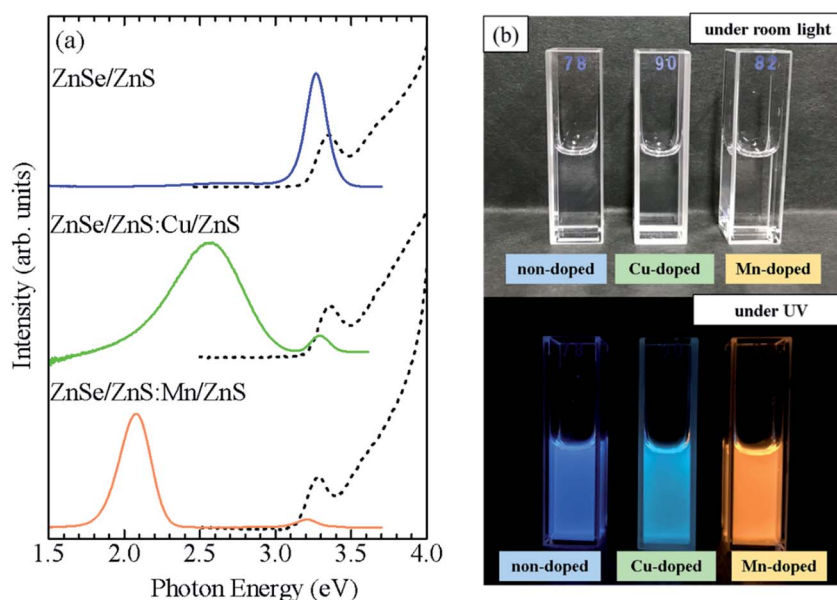 (a)
ZnSe/ZnS
ZnSe/ZnS:Cu/ZnS
ZnSe/ZnS:Mn/ZnS
Intensity (arb. units)
1.5 2.0 2.5 3.0 3.5 4.0
Photon Energy (eV)
(b)
under room light
78 90 82
non-doped Cu-doped Mn-doped
under UV
non-doped Cu-doped Mn-doped